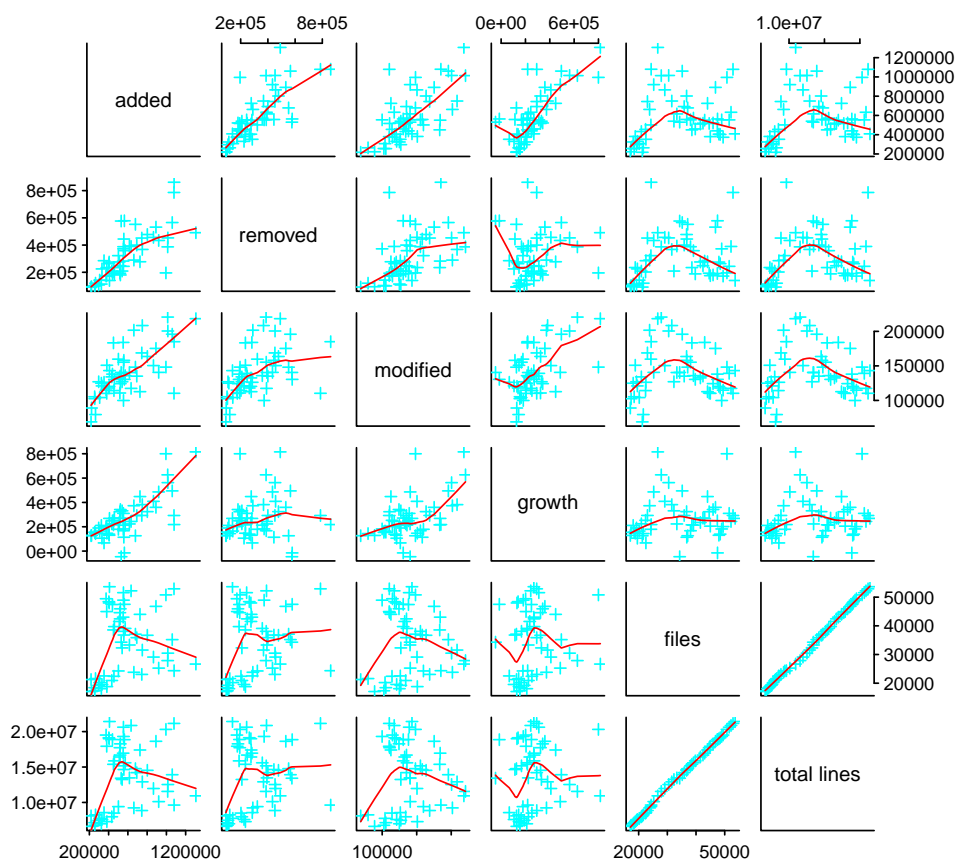 2e+05 8e+05 0e+00 6e+05 1.0e+07
added
200000 400000 600000 800000 1000000 1200000
removed
2e+05 4e+05 6e+05 8e+05
modified
100000 150000 200000
growth
0e+00 2e+05 4e+05 6e+05 8e+05
files
20000 30000 40000 50000
total lines
1.0e+07 1.5e+07 2.0e+07
200000 1200000 100000 20000 50000